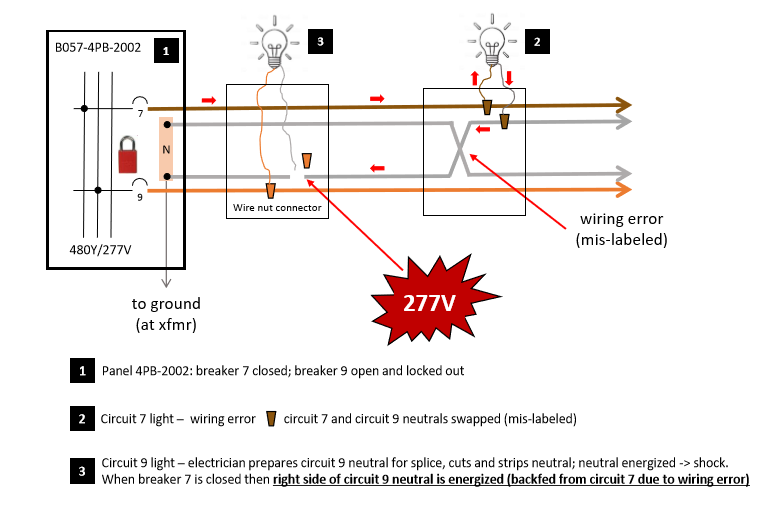 B057-4PB-2002
1
3
2
7
N
9
480Y/277V
Wire nut connector
wiring error
(mis-labeled)
277V
to ground
(at xfmr)
1 Panel 4PB-2002: breaker 7 closed; breaker 9 open and locked out
2 Circuit 7 light – wiring error circuit 7 and circuit 9 neutrals swapped (mis-labeled)
3 Circuit 9 light – electrician prepares circuit 9 neutral for splice, cuts and strips neutral; neutral energized -> shock.
When breaker 7 is closed then right side of circuit 9 neutral is energized (backfed from circuit 7 due to wiring error)